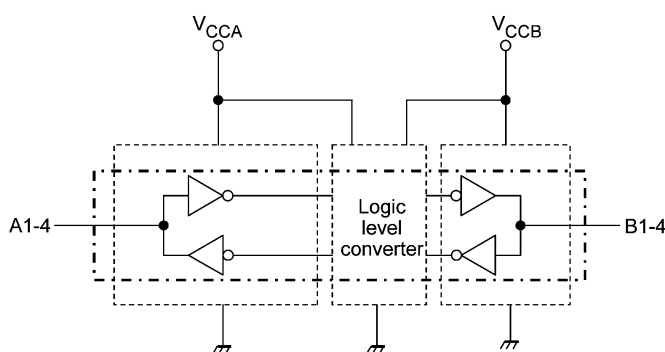 VCCA
VCCB
A1-4
Logic
level
converter
B1-4